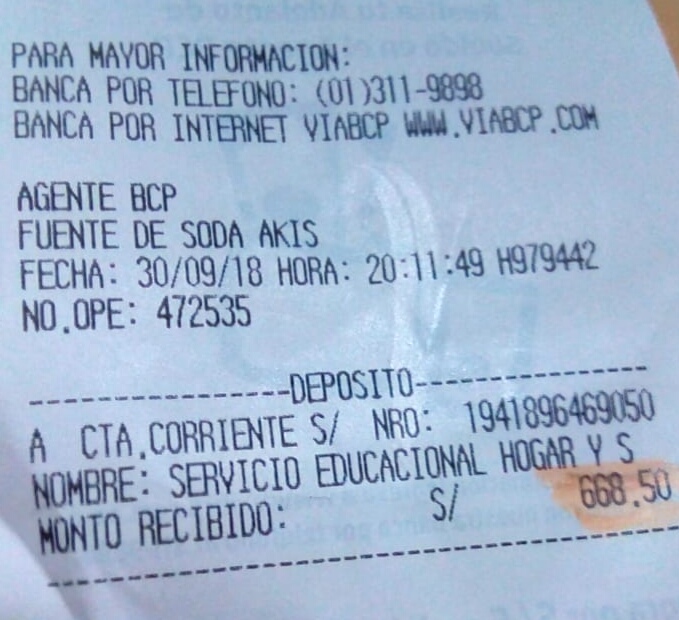 PARA MAYOR INFORMACION:
BANCA POR TELEFONO: (01)311-9898
BANCA POR INTERNET VIABCP WWW.VIABCP.COM
AGENTE BCP
FUENTE DE SODA AKIS
FECHA: 30/09/18 HORA: 20:11:49 H979442
NO.OPE: 472535
----------------DEPOSITO----------------
A CTA.CORRIENTE S/ NRO: 1941896469050
NOMBRE: SERVICIO EDUCACIONAL HOGAR Y S
MONTO RECIBIDO: S/ 668.50
----------------------------------------